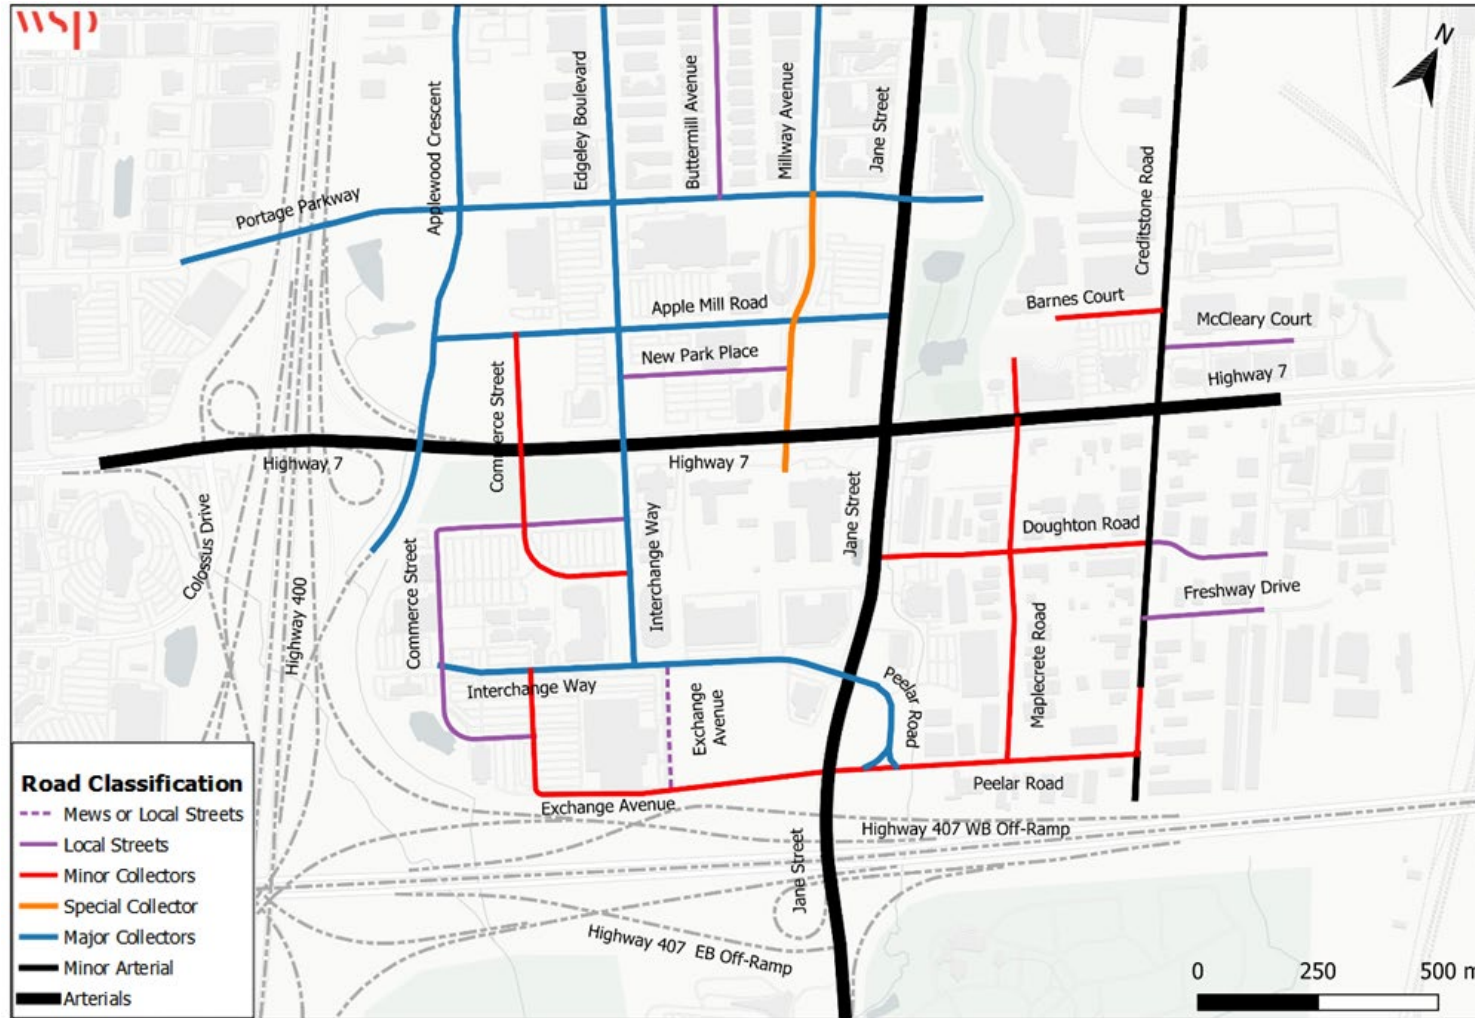 wsp
N
Applewood Crescent
Edgeley Boulevard
Buttermill Avenue
Millway Avenue
Jane Street
Portage Parkway
Creditstone Road
Apple Mill Road
Barnes Court
McCleary Court
New Park Place
Commerce Street
Highway 7
Highway 7
Highway 7
Colossus Drive
Highway 400
Commerce Street
Interchange Way
Jane Street
Doughton Road
Freshway Drive
Maplecrete Road
Interchange Way
Exchange
Avenue
Peelar Road
Peelar Road
Exchange Avenue
Highway 407 WB Off-Ramp
Jane Street
Highway 407 EB Off-Ramp
Road Classification
Mews or Local Streets
Local Streets
Minor Collectors
Special Collector
Major Collectors
Minor Arterial
Arterials
0 250 500 m